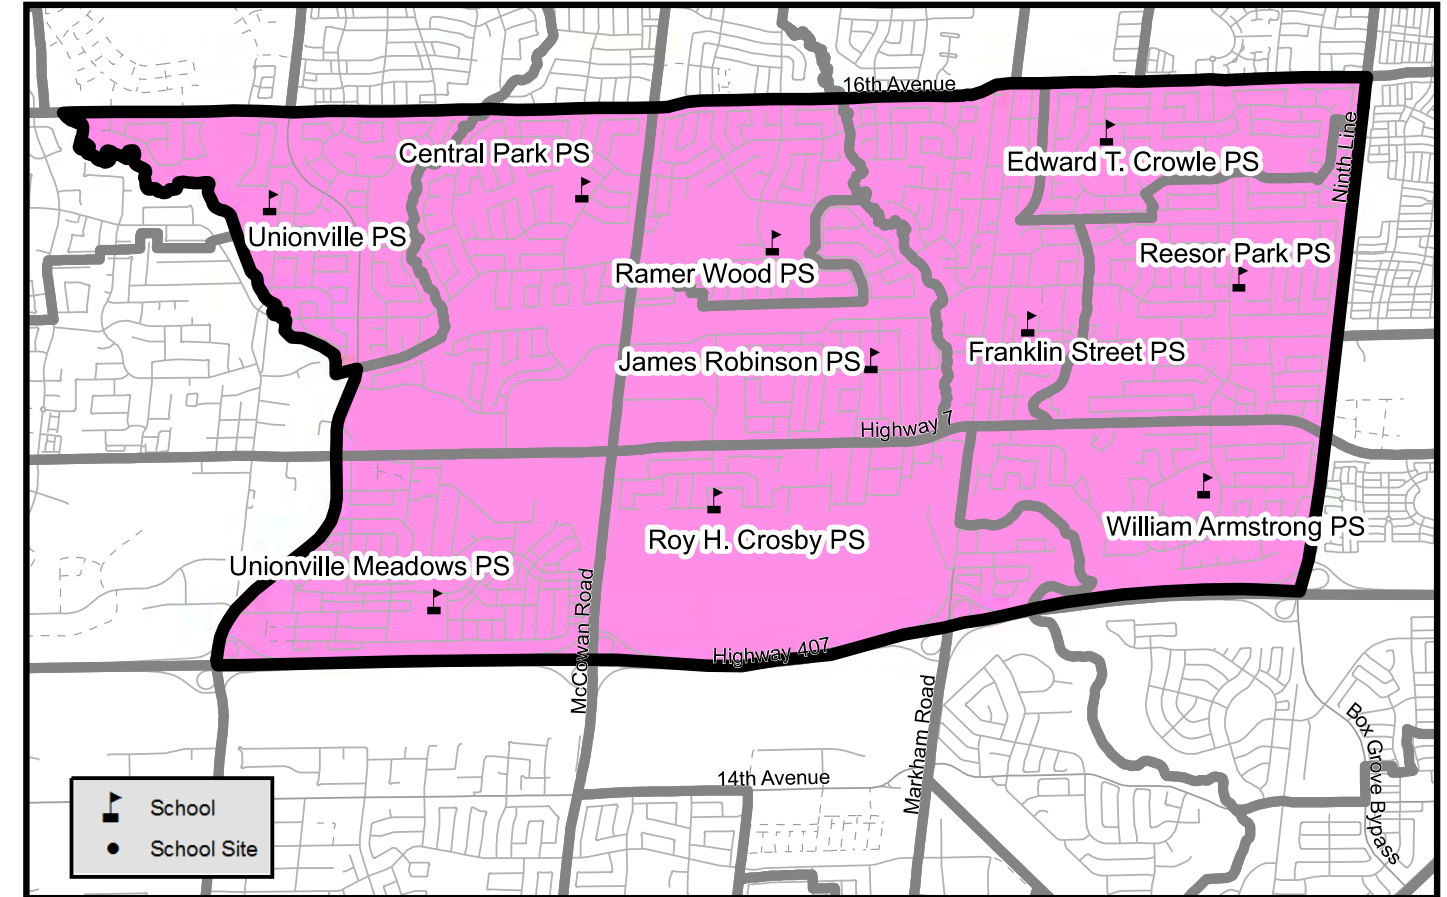 16th Avenue
Central Park PS
Edward T. Crowle PS
Ninth Line
Unionville PS
Reesor Park PS
Ramer Wood PS
James Robinson PS
Franklin Street PS
Highway 7
William Armstrong PS
Roy H. Crosby PS
Unionville Meadows PS
McCowan Road
Highway 407
Markham Road
Box Grove Bypass
14th Avenue
School
School Site